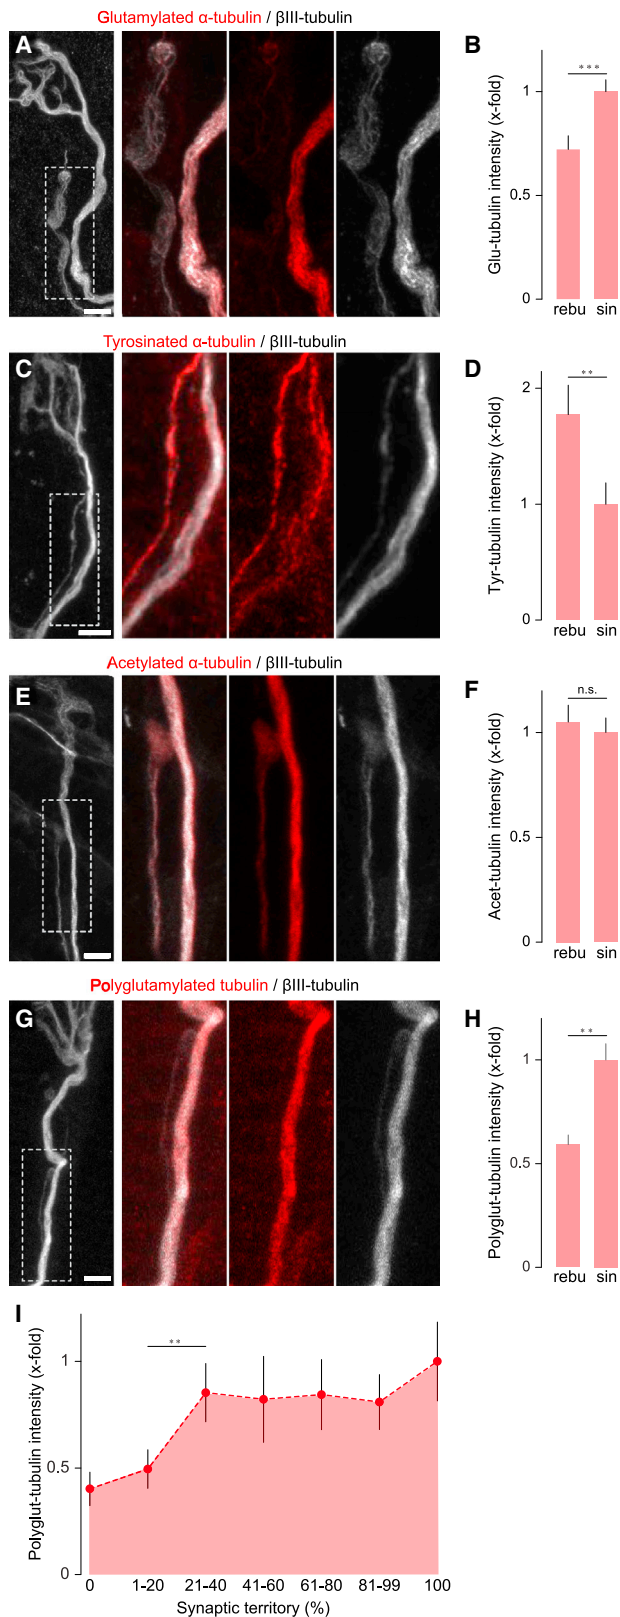 Glutamylated α-tubulin / βIII-tubulin
A
B
Glu-tubulin intensity (x-fold)
1
0.5
0
***
rebu sin
Tyrosinated α-tubulin / βIII-tubulin
C
D
Tyr-tubulin intensity (x-fold)
2
1
0
**
rebu sin
Acetylated α-tubulin / βIII-tubulin
E
F
Acet-tubulin intensity (x-fold)
1
0.5
0
n.s.
rebu sin
Polyglutamylated tubulin / βIII-tubulin
G
H
Polyglut-tubulin intensity (x-fold)
1
0.5
0
**
rebu sin
I
Polyglut-tubulin intensity (x-fold)
1
0.5
0
**
0 1-20 21-40 41-60 61-80 81-99 100
Synaptic territory (%)